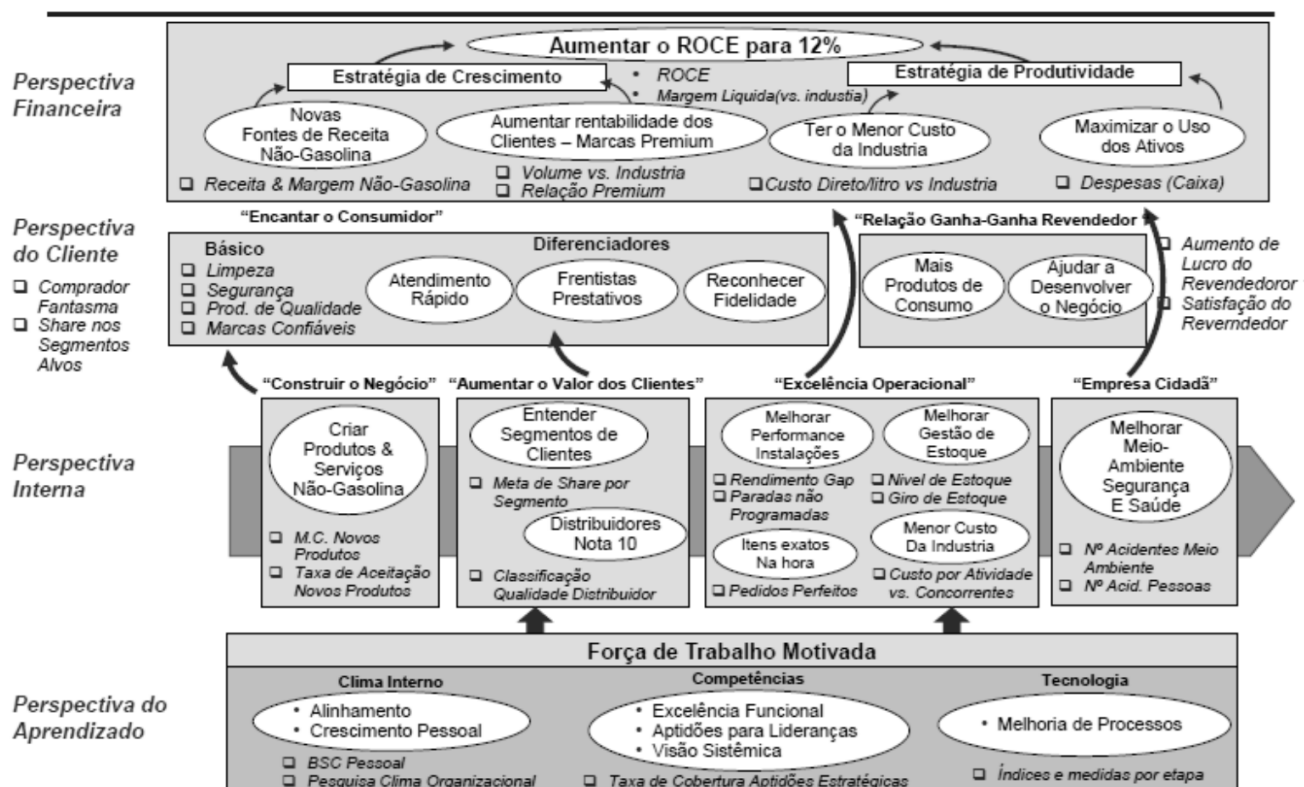 Perspectiva
Financeira
Aumentar o ROCE para 12%
Estratégia de Crescimento
• ROCE
• Margem Liquida(vs. industia)
Estratégia de Produtividade
Novas
Fontes de Receita
Não-Gasolina
Aumentar rentabilidade dos
Clientes – Marcas Premium
Ter o Menor Custo
da Industria
Maximizar o Uso
dos Ativos
❑ Receita & Margem Não-Gasolina
❑ Volume vs. Industria
❑ Relação Premium
❑ Custo Direto/litro vs Industria
❑ Despesas (Caixa)
Perspectiva
do Cliente
❑ Comprador
Fantasma
❑ Share nos
Segmentos
Alvos
“Encantar o Consumidor”
Básico
❑ Limpeza
❑ Segurança
❑ Prod. de Qualidade
❑ Marcas Confiáveis
Diferenciadores
Atendimento
Rápido
Frentistas
Prestativos
Reconhecer
Fidelidade
“Relação Ganha-Ganha Revendedor”
Mais
Produtos de
Consumo
Ajudar a
Desenvolver
o Negócio
❑ Aumento de
Lucro do
Revendedoror
❑ Satisfação do
Reverndedor
Perspectiva
Interna
“Construir o Negócio”
Criar
Produtos &
Serviços
Não-Gasolina
❑ M.C. Novos
Produtos
❑ Taxa de Aceitação
Novos Produtos
“Aumentar o Valor dos Clientes”
Entender
Segmentos de
Clientes
❑ Meta de Share por
Segmento
Distribuidores
Nota 10
❑ Classificação
Qualidade Distribuidor
“Excelência Operacional”
Melhorar
Performance
Instalações
❑ Rendimento Gap
❑ Paradas não
Programadas
Itens exatos
Na hora
❑ Pedidos Perfeitos
Melhorar
Gestão de
Estoque
❑ Nivel de Estoque
❑ Giro de Estoque
Menor Custo
Da Industria
❑ Custo por Atividade
vs. Concorrentes
“Empresa Cidadã”
Melhorar
Meio-
Ambiente
Segurança
E Saúde
❑ Nº Acidentes Meio
Ambiente
❑ Nº Acid. Pessoas
Perspectiva do
Aprendizado
Força de Trabalho Motivada
Clima Interno
• Alinhamento
• Crescimento Pessoal
❑ BSC Pessoal
❑ Pesquisa Clima Organizacional
Competências
• Excelência Funcional
• Aptidões para Lideranças
• Visão Sistêmica
❑ Taxa de Cobertura Aptidões Estratégicas
Tecnologia
• Melhoria de Processos
❑ Índices e medidas por etapa